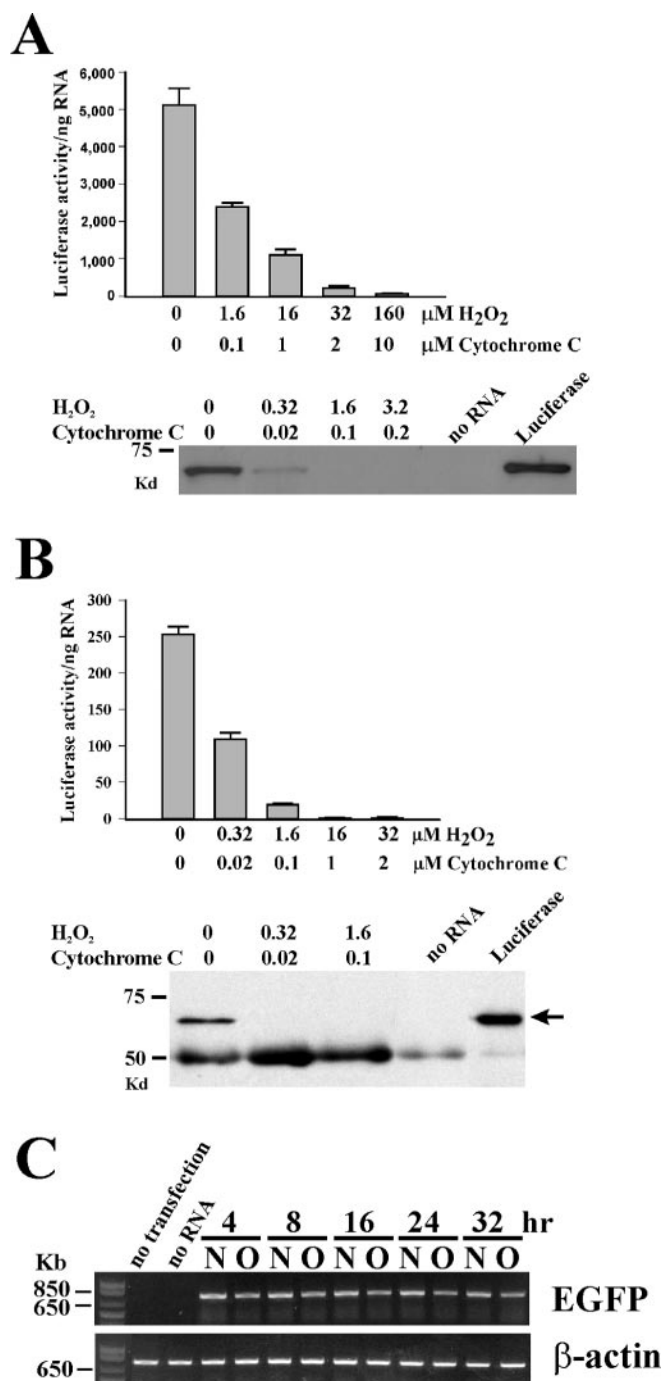 A
Luciferase activity/ng RNA
6,000
5,000
4,000
3,000
2,000
1,000
0
0 1.6 16 32 160 μM H₂O₂
0 0.1 1 2 10 μM Cytochrome C
H₂O₂ 0 0.32 1.6 3.2 no RNA Luciferase
Cytochrome C 0 0.02 0.1 0.2
75
Kd
B
Luciferase activity/ng RNA
300
250
200
150
100
50
0
0 0.32 1.6 16 32 μM H₂O₂
0 0.02 0.1 1 2 μM Cytochrome C
H₂O₂ 0 0.32 1.6 no RNA Luciferase
Cytochrome C 0 0.02 0.1
75
50
Kd
C
no transfection no RNA 4 8 16 24 32 hr
Kb N O N O N O N O N O
850
650
EGFP
650
β-actin